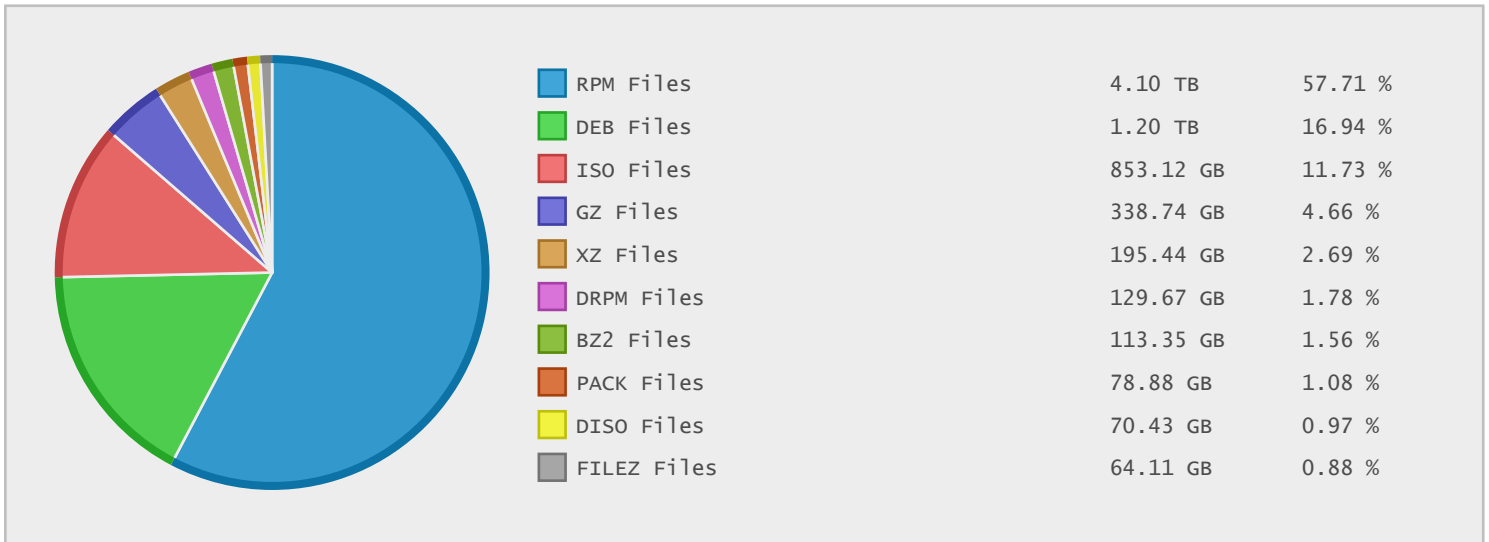 RPM Files 4.10 TB 57.71 %
DEB Files 1.20 TB 16.94 %
ISO Files 853.12 GB 11.73 %
GZ Files 338.74 GB 4.66 %
XZ Files 195.44 GB 2.69 %
DRPM Files 129.67 GB 1.78 %
BZ2 Files 113.35 GB 1.56 %
PACK Files 78.88 GB 1.08 %
DISO Files 70.43 GB 0.97 %
FILEZ Files 64.11 GB 0.88 %